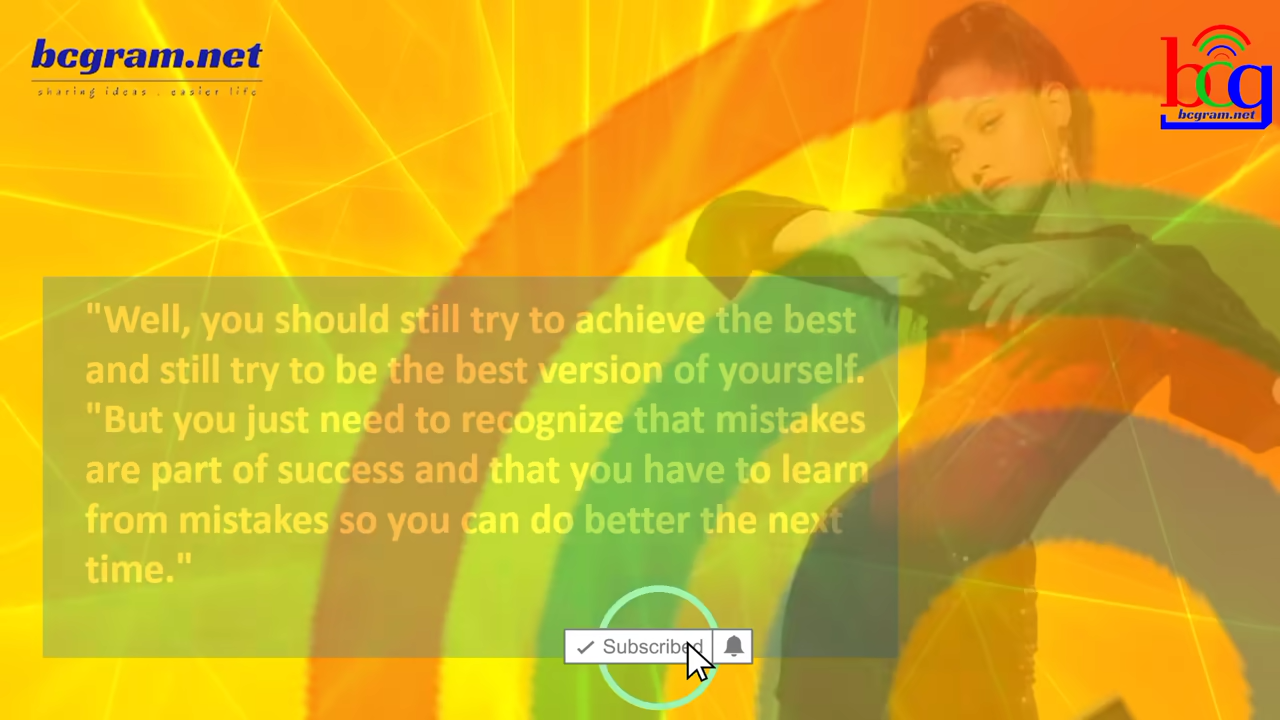 bcgram.net
sharing ideas . easier life
bcg
bcgram.net
"Well, you should still try to achieve the best
and still try to be the best version of yourself.
"But you just need to recognize that mistakes
are part of success and that you have to learn
from mistakes so you can do better the next
time."
Subscribed